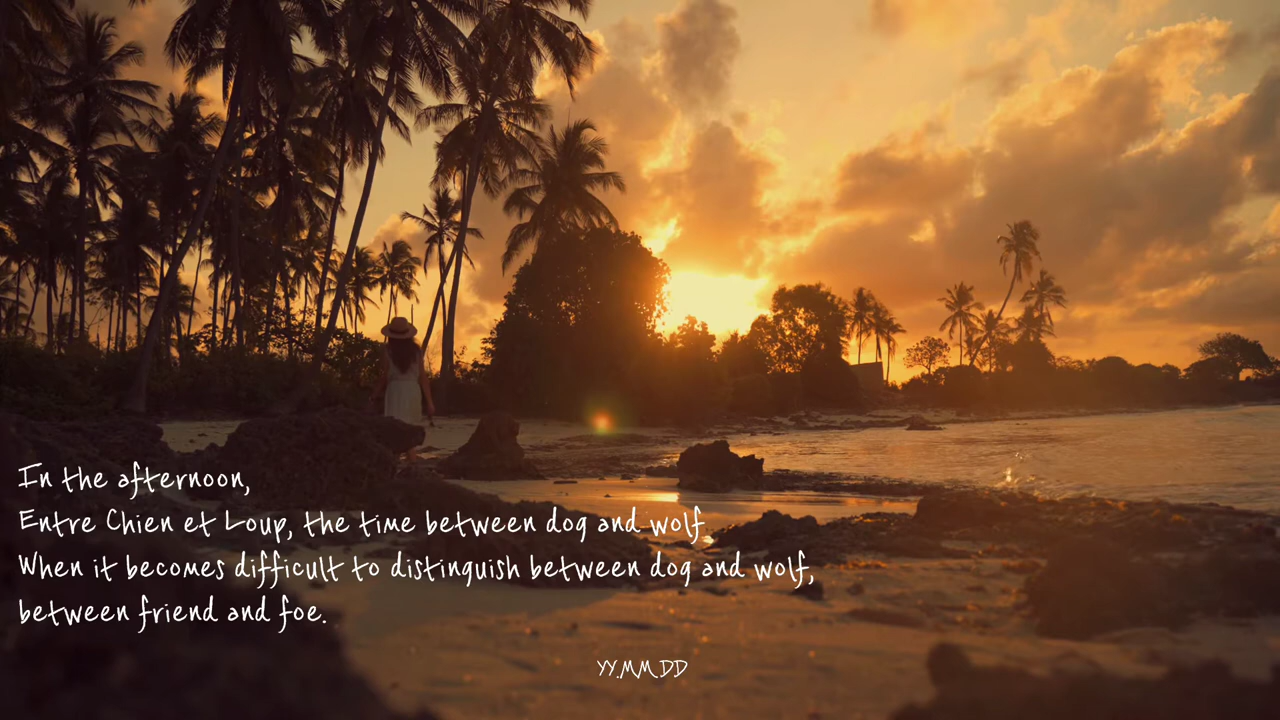 In the afternoon,
Entre Chien et Loup, the time between dog and wolf
When it becomes difficult to distinguish between dog and wolf,
between friend and foe.
YY.MM.DD